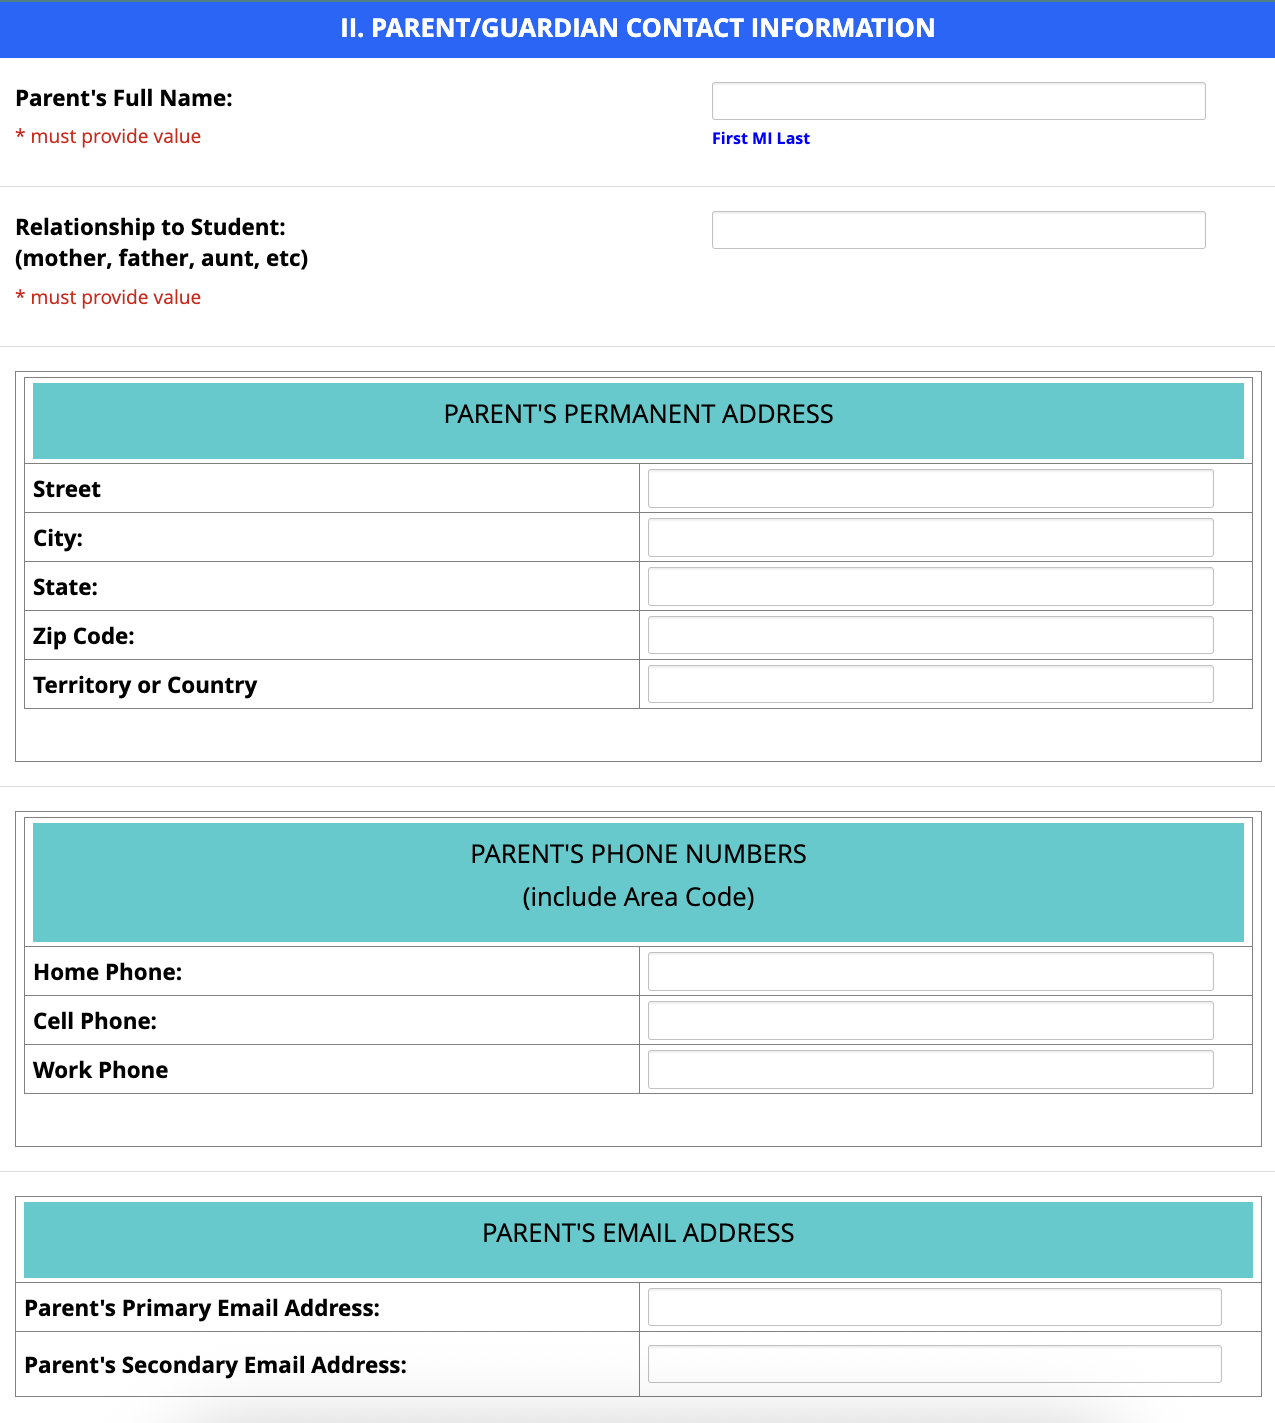 II. PARENT/GUARDIAN CONTACT INFORMATION
Parent's Full Name:
* must provide value
First MI Last
Relationship to Student:
(mother, father, aunt, etc)
* must provide value
PARENT'S PERMANENT ADDRESS
Street
City:
State:
Zip Code:
Territory or Country
PARENT'S PHONE NUMBERS
(include Area Code)
Home Phone:
Cell Phone:
Work Phone
PARENT'S EMAIL ADDRESS
Parent's Primary Email Address:
Parent's Secondary Email Address: